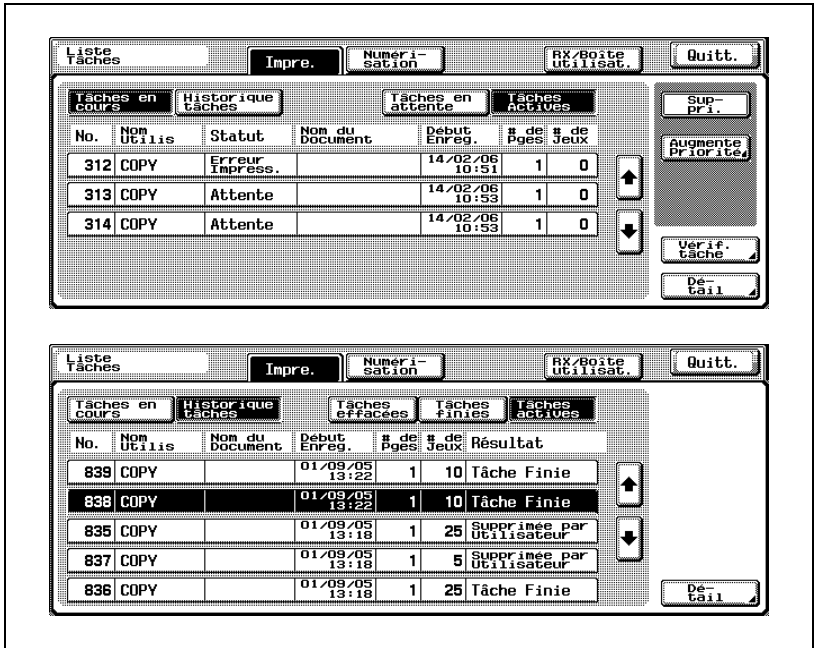 Liste
Tâches
Impre.
Numéri-
sation
RX/Boîte
Utilisat.
Quitt.
Tâches en
cours
Historique
tâches
Tâches en
attente
Tâches
Actives
Sup-
pri.
Augmente
Priorité
No. Nom
Utilis Statut Nom du
Document Début
Enreg. # de
Pges # de
Jeux
312 COPY Erreur
Impress. 14/02/06
10:51 1 0
313 COPY Attente 14/02/06
10:53 1 0
314 COPY Attente 14/02/06
10:53 1 0
Vérif.
tâche
Dé-
tail
Liste
Tâches
Impre.
Numéri-
sation
RX/Boîte
Utilisat.
Quitt.
Tâches en
cours
Historique
tâches
Tâches
effacées
Tâches
finies
Tâches
actives
No. Nom
Utilis Nom du
Document Début
Enreg. # de
Pges # de
Jeux Résultat
839 COPY 01/09/05
13:22 1 10 Tâche Finie
838 COPY 01/09/05
13:22 1 10 Tâche Finie
835 COPY 01/09/05
13:18 1 25 Supprimée par
Utilisateur
837 COPY 01/09/05
13:18 1 5 Supprimée par
Utilisateur
836 COPY 01/09/05
13:18 1 25 Tâche Finie
Dé-
tail